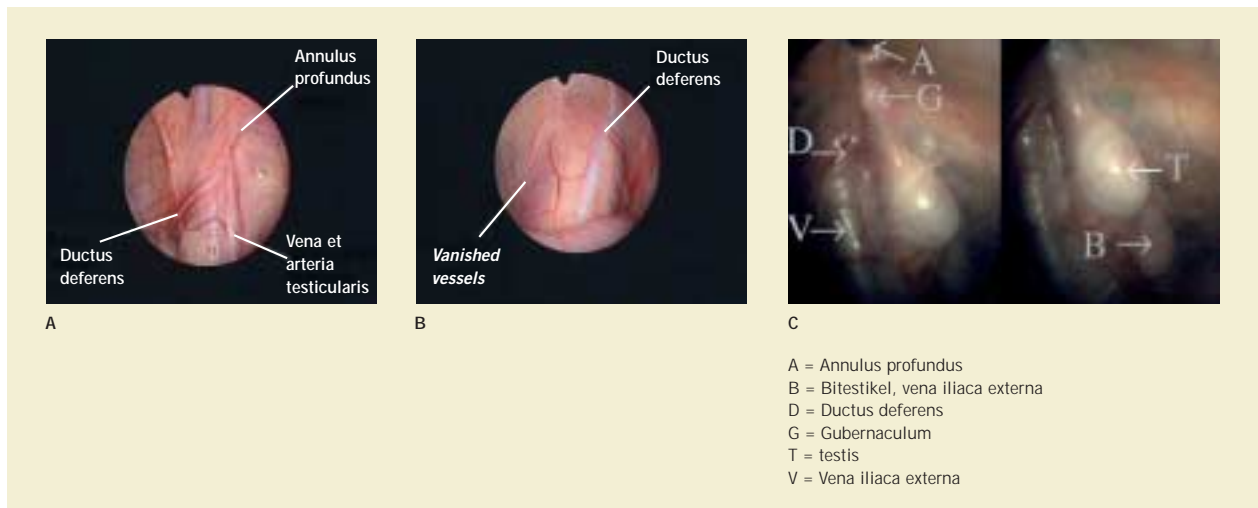 Annulus
profundus
Ductus
deferens
Vena et
arteria
testicularis
A
Ductus
deferens
Vanished
vessels
B
A
G
D
V
T
B
C
A = Annulus profundus
B = Bitestikel, vena iliaca externa
D = Ductus deferens
G = Gubernaculum
T = testis
V = Vena iliaca externa